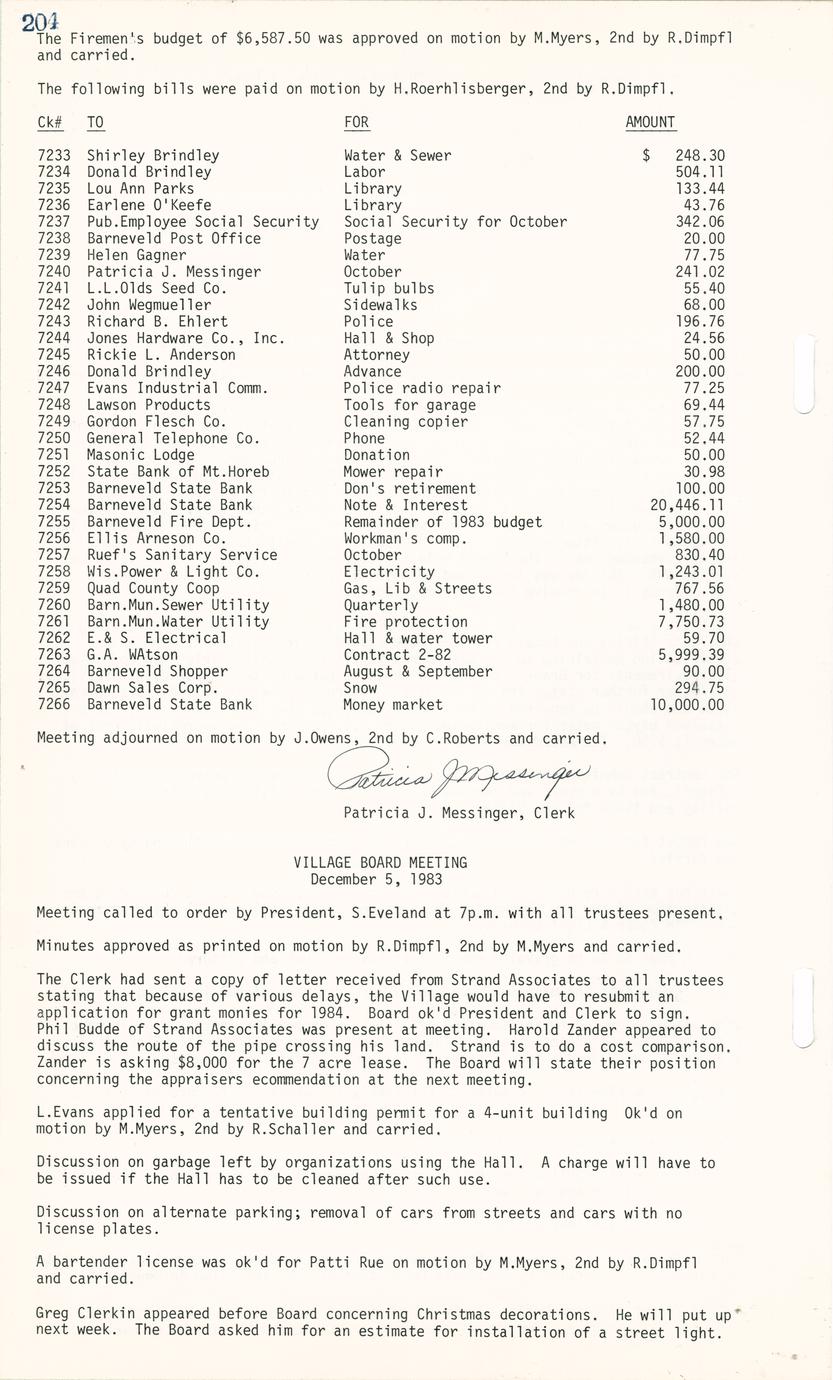 204
The Firemen's budget of $6,587.50 was approved on motion by M.Myers, 2nd by R.Dimpfl
and carried.
The following bills were paid on motion by H.Roerhlisberger, 2nd by R.Dimpfl.
Ck# TO FOR AMOUNT
7233 Shirley Brindley Water & Sewer $ 248.30
7234 Donald Brindley Labor 504.11
7235 Lou Ann Parks Library 133.44
7236 Earlene O'Keefe Library 43.76
7237 Pub.Employee Social Security Social Security for October 342.06
7238 Barneveld Post Office Postage 20.00
7239 Helen Gagner Water 77.75
7240 Patricia J. Messinger October 241.02
7241 L.L.Olds Seed Co. Tulip bulbs 55.40
7242 John Wegmueller Sidewalks 68.00
7243 Richard B. Ehlert Police 196.76
7244 Jones Hardware Co., Inc. Hall & Shop 24.56
7245 Rickie L. Anderson Attorney 50.00
7246 Donald Brindley Advance 200.00
7247 Evans Industrial Comm. Police radio repair 77.25
7248 Lawson Products Tools for garage 69.44
7249 Gordon Flesch Co. Cleaning copier 57.75
7250 General Telephone Co. Phone 52.44
7251 Masonic Lodge Donation 50.00
7252 State Bank of Mt.Horeb Mower repair 30.98
7253 Barneveld State Bank Don's retirement 100.00
7254 Barneveld State Bank Note & Interest 20,446.11
7255 Barneveld Fire Dept. Remainder of 1983 budget 5,000.00
7256 Ellis Arneson Co. Workman's comp. 1,580.00
7257 Ruef's Sanitary Service October 830.40
7258 Wis.Power & Light Co. Electricity 1,243.01
7259 Quad County Coop Gas, Lib & Streets 767.56
7260 Barn.Mun.Sewer Utility Quarterly 1,480.00
7261 Barn.Mun.Water Utility Fire protection 7,750.73
7262 E.& S. Electrical Hall & water tower 59.70
7263 G.A. WAtson Contract 2-82 5,999.39
7264 Barneveld Shopper August & September 90.00
7265 Dawn Sales Corp. Snow 294.75
7266 Barneveld State Bank Money market 10,000.00
Meeting adjourned on motion by J.Owens, 2nd by C.Roberts and carried.
Patricia J Messinger
Patricia J. Messinger, Clerk
VILLAGE BOARD MEETING
December 5, 1983
Meeting called to order by President, S.Eveland at 7p.m. with all trustees present.
Minutes approved as printed on motion by R.Dimpfl, 2nd by M.Myers and carried.
The Clerk had sent a copy of letter received from Strand Associates to all trustees
stating that because of various delays, the Village would have to resubmit an
application for grant monies for 1984. Board ok'd President and Clerk to sign.
Phil Budde of Strand Associates was present at meeting. Harold Zander appeared to
discuss the route of the pipe crossing his land. Strand is to do a cost comparison.
Zander is asking $8,000 for the 7 acre lease. The Board will state their position
concerning the appraisers ecommendation at the next meeting.
L.Evans applied for a tentative building permit for a 4-unit building Ok'd on
motion by M.Myers, 2nd by R.Schaller and carried.
Discussion on garbage left by organizations using the Hall. A charge will have to
be issued if the Hall has to be cleaned after such use.
Discussion on alternate parking; removal of cars from streets and cars with no
license plates.
A bartender license was ok'd for Patti Rue on motion by M.Myers, 2nd by R.Dimpfl
and carried.
Greg Clerkin appeared before Board concerning Christmas decorations. He will put up
next week. The Board asked him for an estimate for installation of a street light.